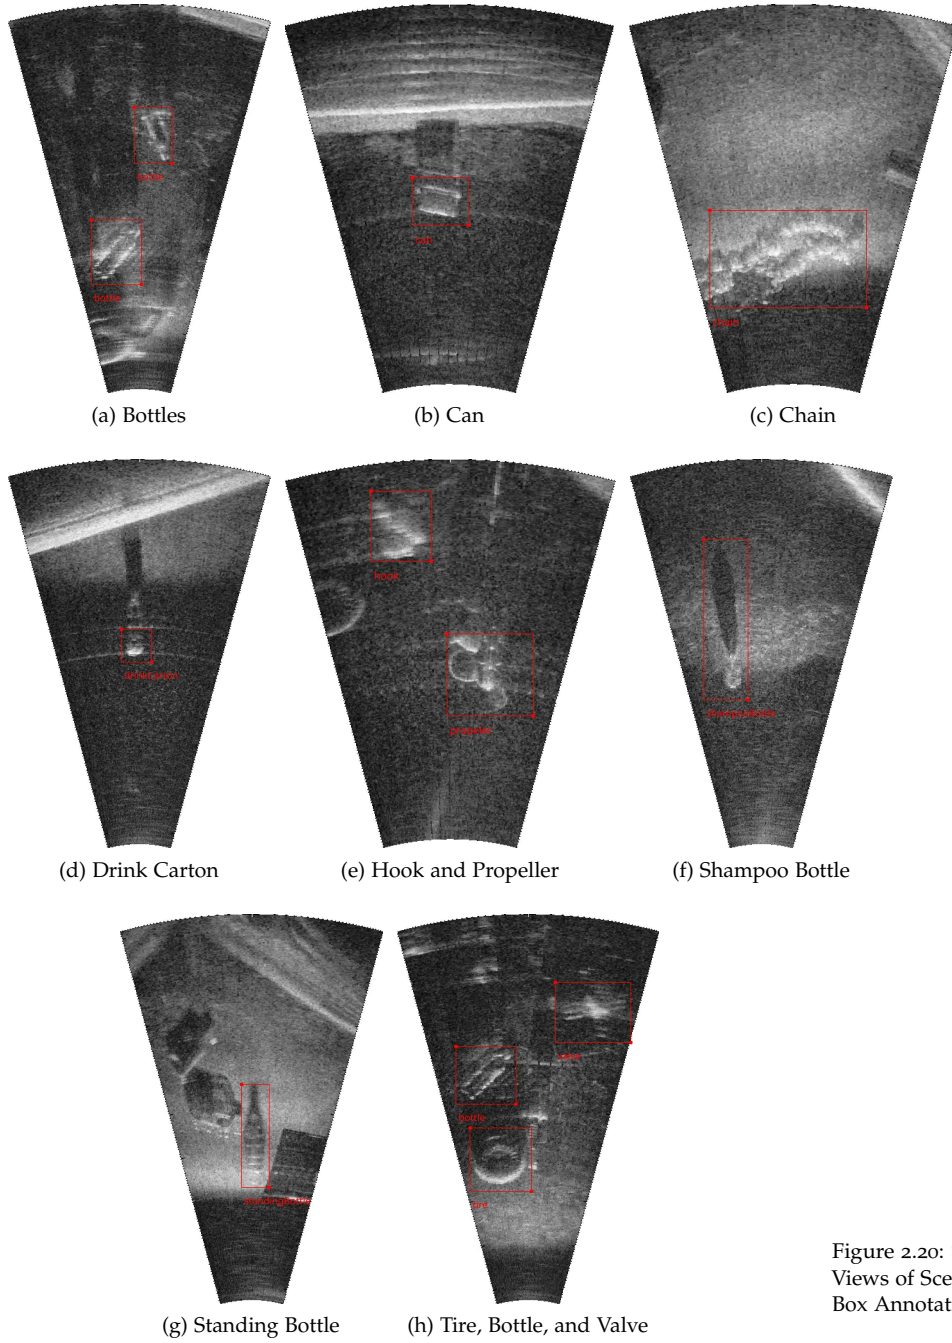 bottle
bottle
can
chain
(a) Bottles
(b) Can
(c) Chain
hook
propeller
(d) Drink Carton
(e) Hook and Propeller
(f) Shampoo Bottle
bottle
tire
(g) Standing Bottle
(h) Tire, Bottle, and Valve
Figure 2.20:
Views of Sce
Box Annotat